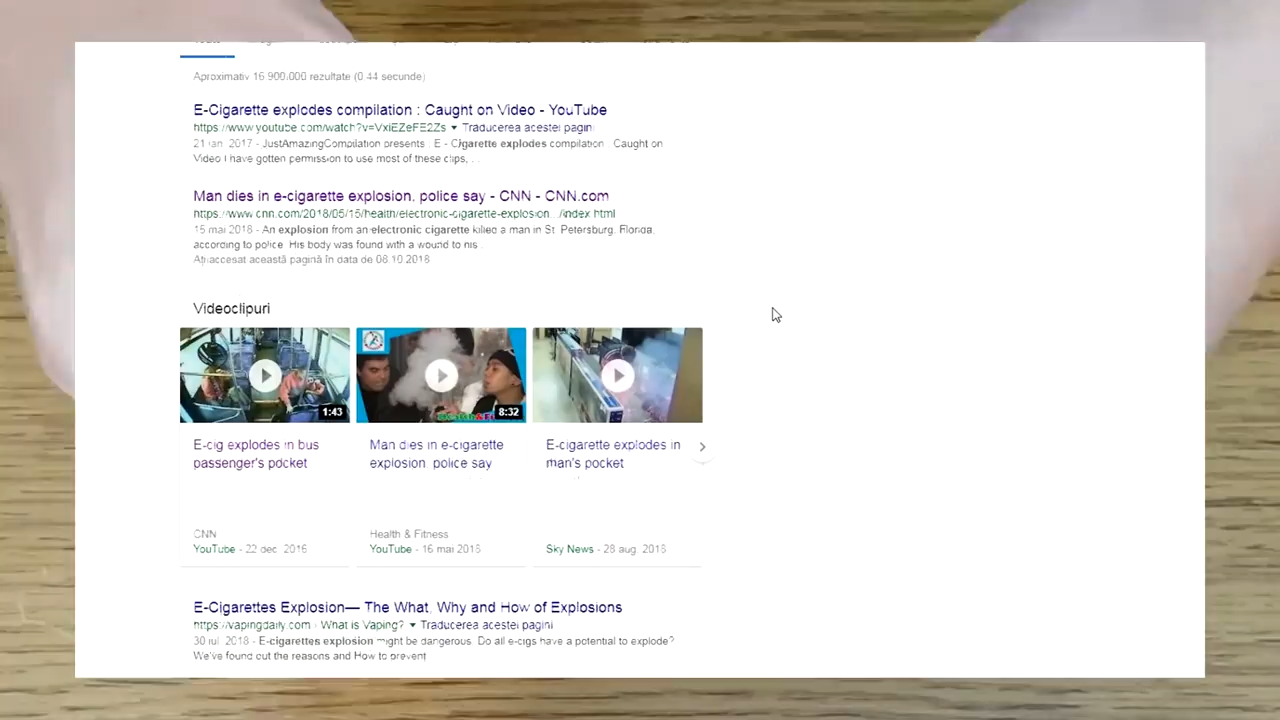 Aproximativ 16.900.000 rezultate (0,44 secunde)
E-Cigarette explodes compilation : Caught on Video - YouTube
https://www.youtube.com/watch?v=VxiEZeFE2Zs ▼ Traducerea acestei pagini
21 ian. 2017 - JustAmazingCompilation presents : E - Cigarette explodes compilation : Caught on
Video I have gotten permission to use most of these clips, ...
Man dies in e-cigarette explosion, police say - CNN - CNN.com
https://www.cnn.com/2018/05/15/health/electronic-cigarette-explosion.../index.html
15 mai 2018 - An explosion from an electronic cigarette killed a man in St. Petersburg, Florida,
according to police. His body was found with a wound to his ...
Ați accesat această pagină în data de 08.10.2018
Videoclipuri
1:43
8:32
E-cig explodes in bus
passenger's pocket
Man dies in e-cigarette
explosion, police say
E-cigarette explodes in
man's pocket
CNN
YouTube - 22 dec. 2016
Health & Fitness
YouTube - 16 mai 2018
Sky News - 28 aug. 2018
E-Cigarettes Explosion— The What, Why and How of Explosions
https://vapingdaily.com › What is Vaping? ▼ Traducerea acestei pagini
30 iul. 2018 - E-cigarettes explosion might be dangerous. Do all e-cigs have a potential to explode?
We've found out the reasons and How to prevent